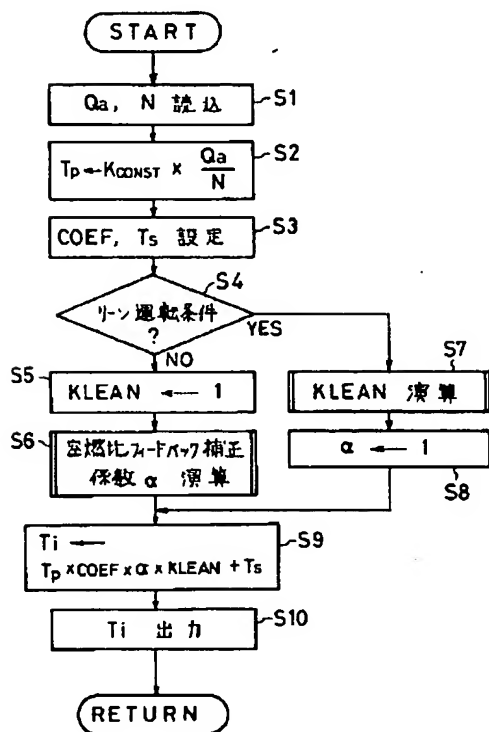 START
Qa, N 読込
S1
Tp←KCONST × Qa/N
S2
COEF, Ts 設定
S3
S4
リーン運転条件
?
YES
NO
S5
KLEAN ← 1
S7
KLEAN 演算
S6
空燃比フィードバック補正
係数 α 演算
α ← 1
S8
Ti ←
Tp×COEF×α×KLEAN+Ts
S9
Ti 出力
S10
RETURN